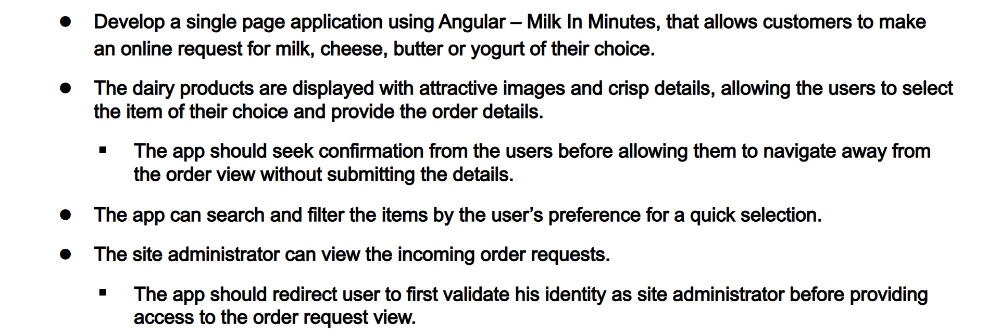 ● Develop a single page application using Angular – Milk In Minutes, that allows customers to make
an online request for milk, cheese, butter or yogurt of their choice.
● The dairy products are displayed with attractive images and crisp details, allowing the users to select
the item of their choice and provide the order details.
▪ The app should seek confirmation from the users before allowing them to navigate away from
the order view without submitting the details.
● The app can search and filter the items by the user’s preference for a quick selection.
● The site administrator can view the incoming order requests.
▪ The app should redirect user to first validate his identity as site administrator before providing
access to the order request view.